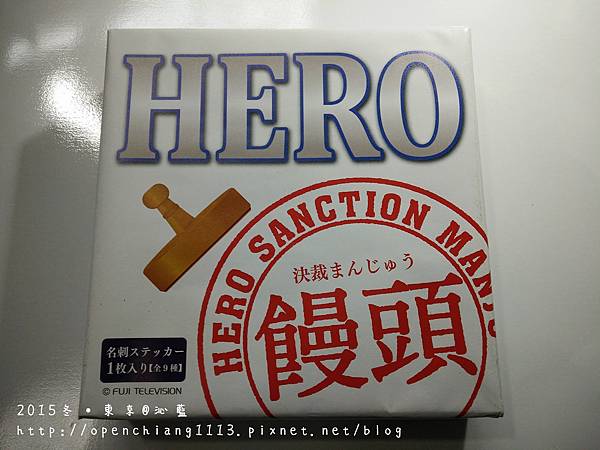 HERO
HERO SANCTION MANJU
決裁まんじゅう
饅頭
名刺ステッカー
1枚入り【全9種】
© FUJI TELEVISION
2015冬・東京@沁藍
http://openchiang1113.pixnet.net/blog